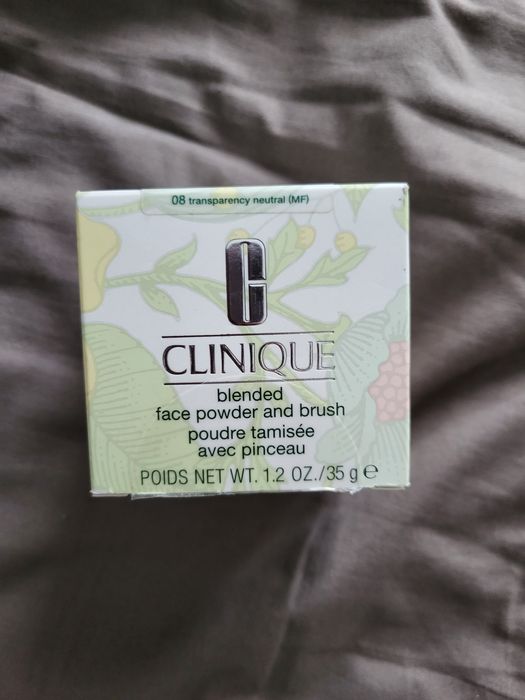 08 transparency neutral (MF)
C
CLINIQUE
blended
face powder and brush
poudre tamisée
avec pinceau
POIDS NET WT. 1.2 OZ./35 g ℮